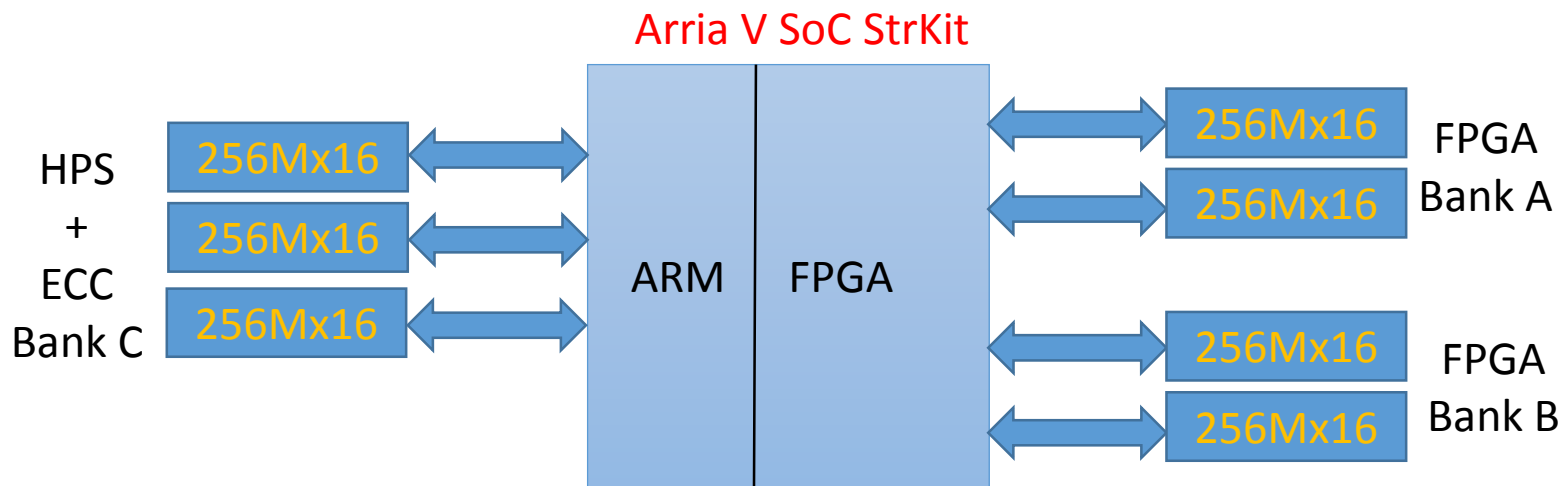 Arria V SoC StrKit
HPS
+
ECC
Bank C
256Mx16
256Mx16
256Mx16
ARM
FPGA
256Mx16
256Mx16
FPGA
Bank A
256Mx16
256Mx16
FPGA
Bank B